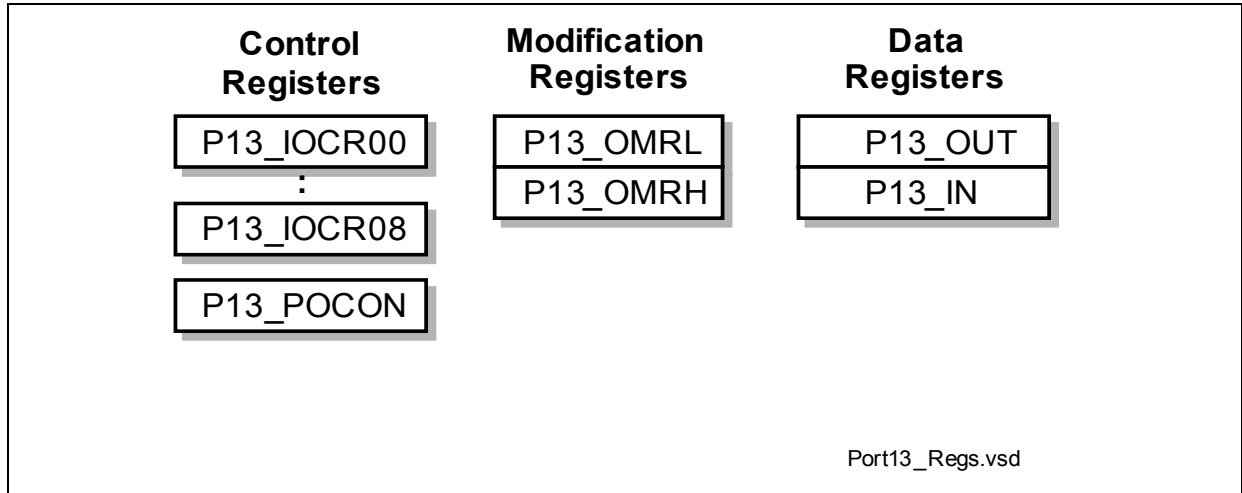 Control
Registers
P13_IOCR00
:
P13_IOCR08
P13_POCON
Modification
Registers
P13_OMRL
P13_OMRH
Data
Registers
P13_OUT
P13_IN
Port13_Regs.vsd